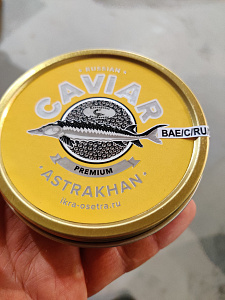 RUSSIAN
CAVIAR
BAE/C/RU
PREMIUM
· ASTRAKHAN ·
ikra-osetra.ru